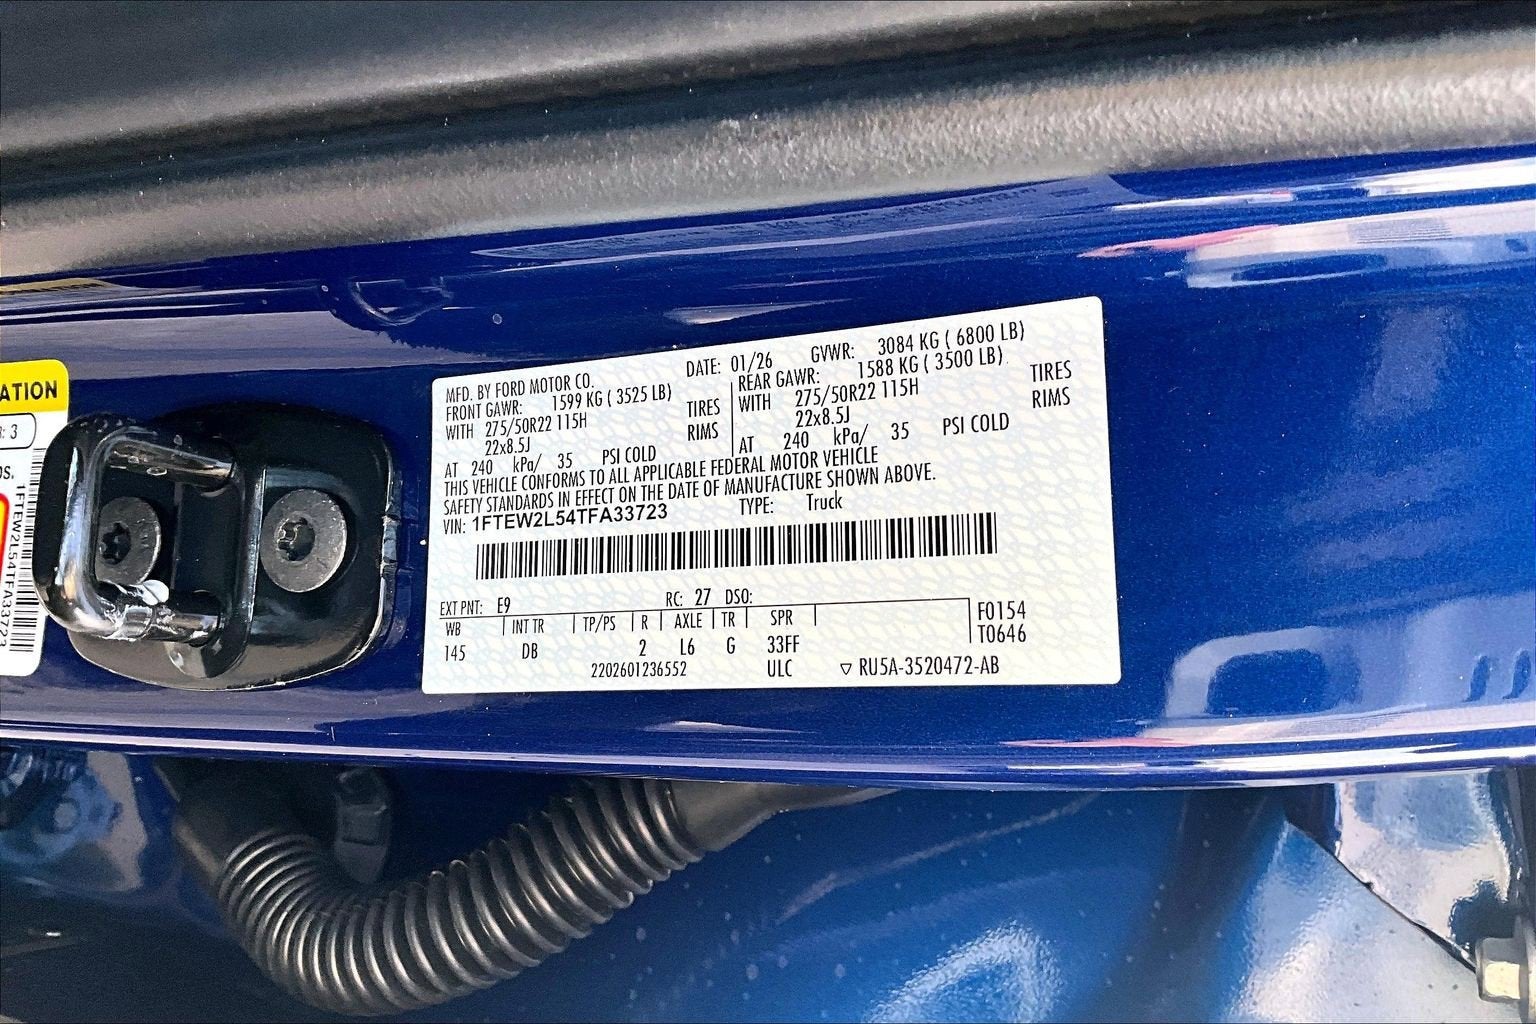 ATION
: 3
OS.
1FTEW2L54TFA33723
MFD. BY FORD MOTOR CO.
DATE: 01/26
GVWR: 3084 KG ( 6800 LB)
FRONT GAWR: 1599 KG ( 3525 LB)
WITH 275/50R22 115H TIRES
22x8.5J RIMS
AT 240 kPa/ 35 PSI COLD
REAR GAWR: 1588 KG ( 3500 LB)
WITH 275/50R22 115H TIRES
22x8.5J RIMS
AT 240 kPa/ 35 PSI COLD
THIS VEHICLE CONFORMS TO ALL APPLICABLE FEDERAL MOTOR VEHICLE
SAFETY STANDARDS IN EFFECT ON THE DATE OF MANUFACTURE SHOWN ABOVE.
VIN: 1FTEW2L54TFA33723 TYPE: Truck
EXT PNT: E9 RC: 27 DSO:
WB INT TR TP/PS R AXLE TR SPR F0154
145 DB 2 L6 G 33FF T0646
2202601236552 ULC ▽ RU5A-3520472-AB